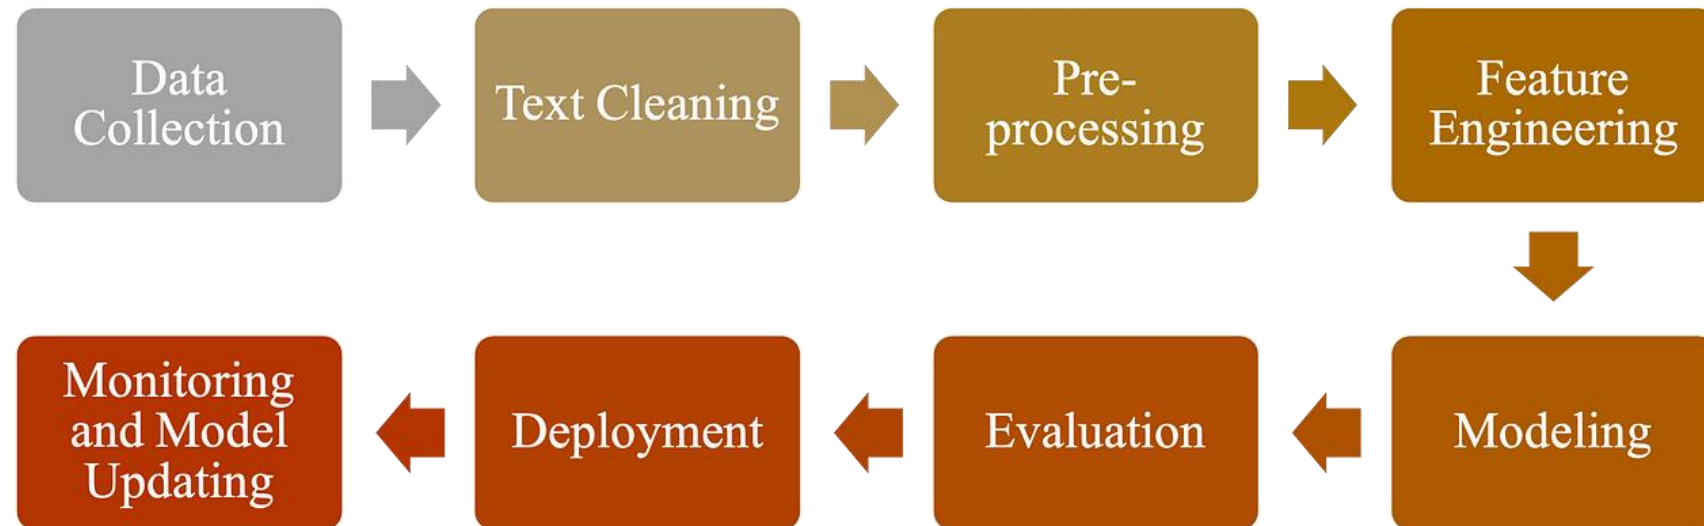 Data
Collection
Text Cleaning
Pre-
processing
Feature
Engineering
Modeling
Evaluation
Deployment
Monitoring
and Model
Updating